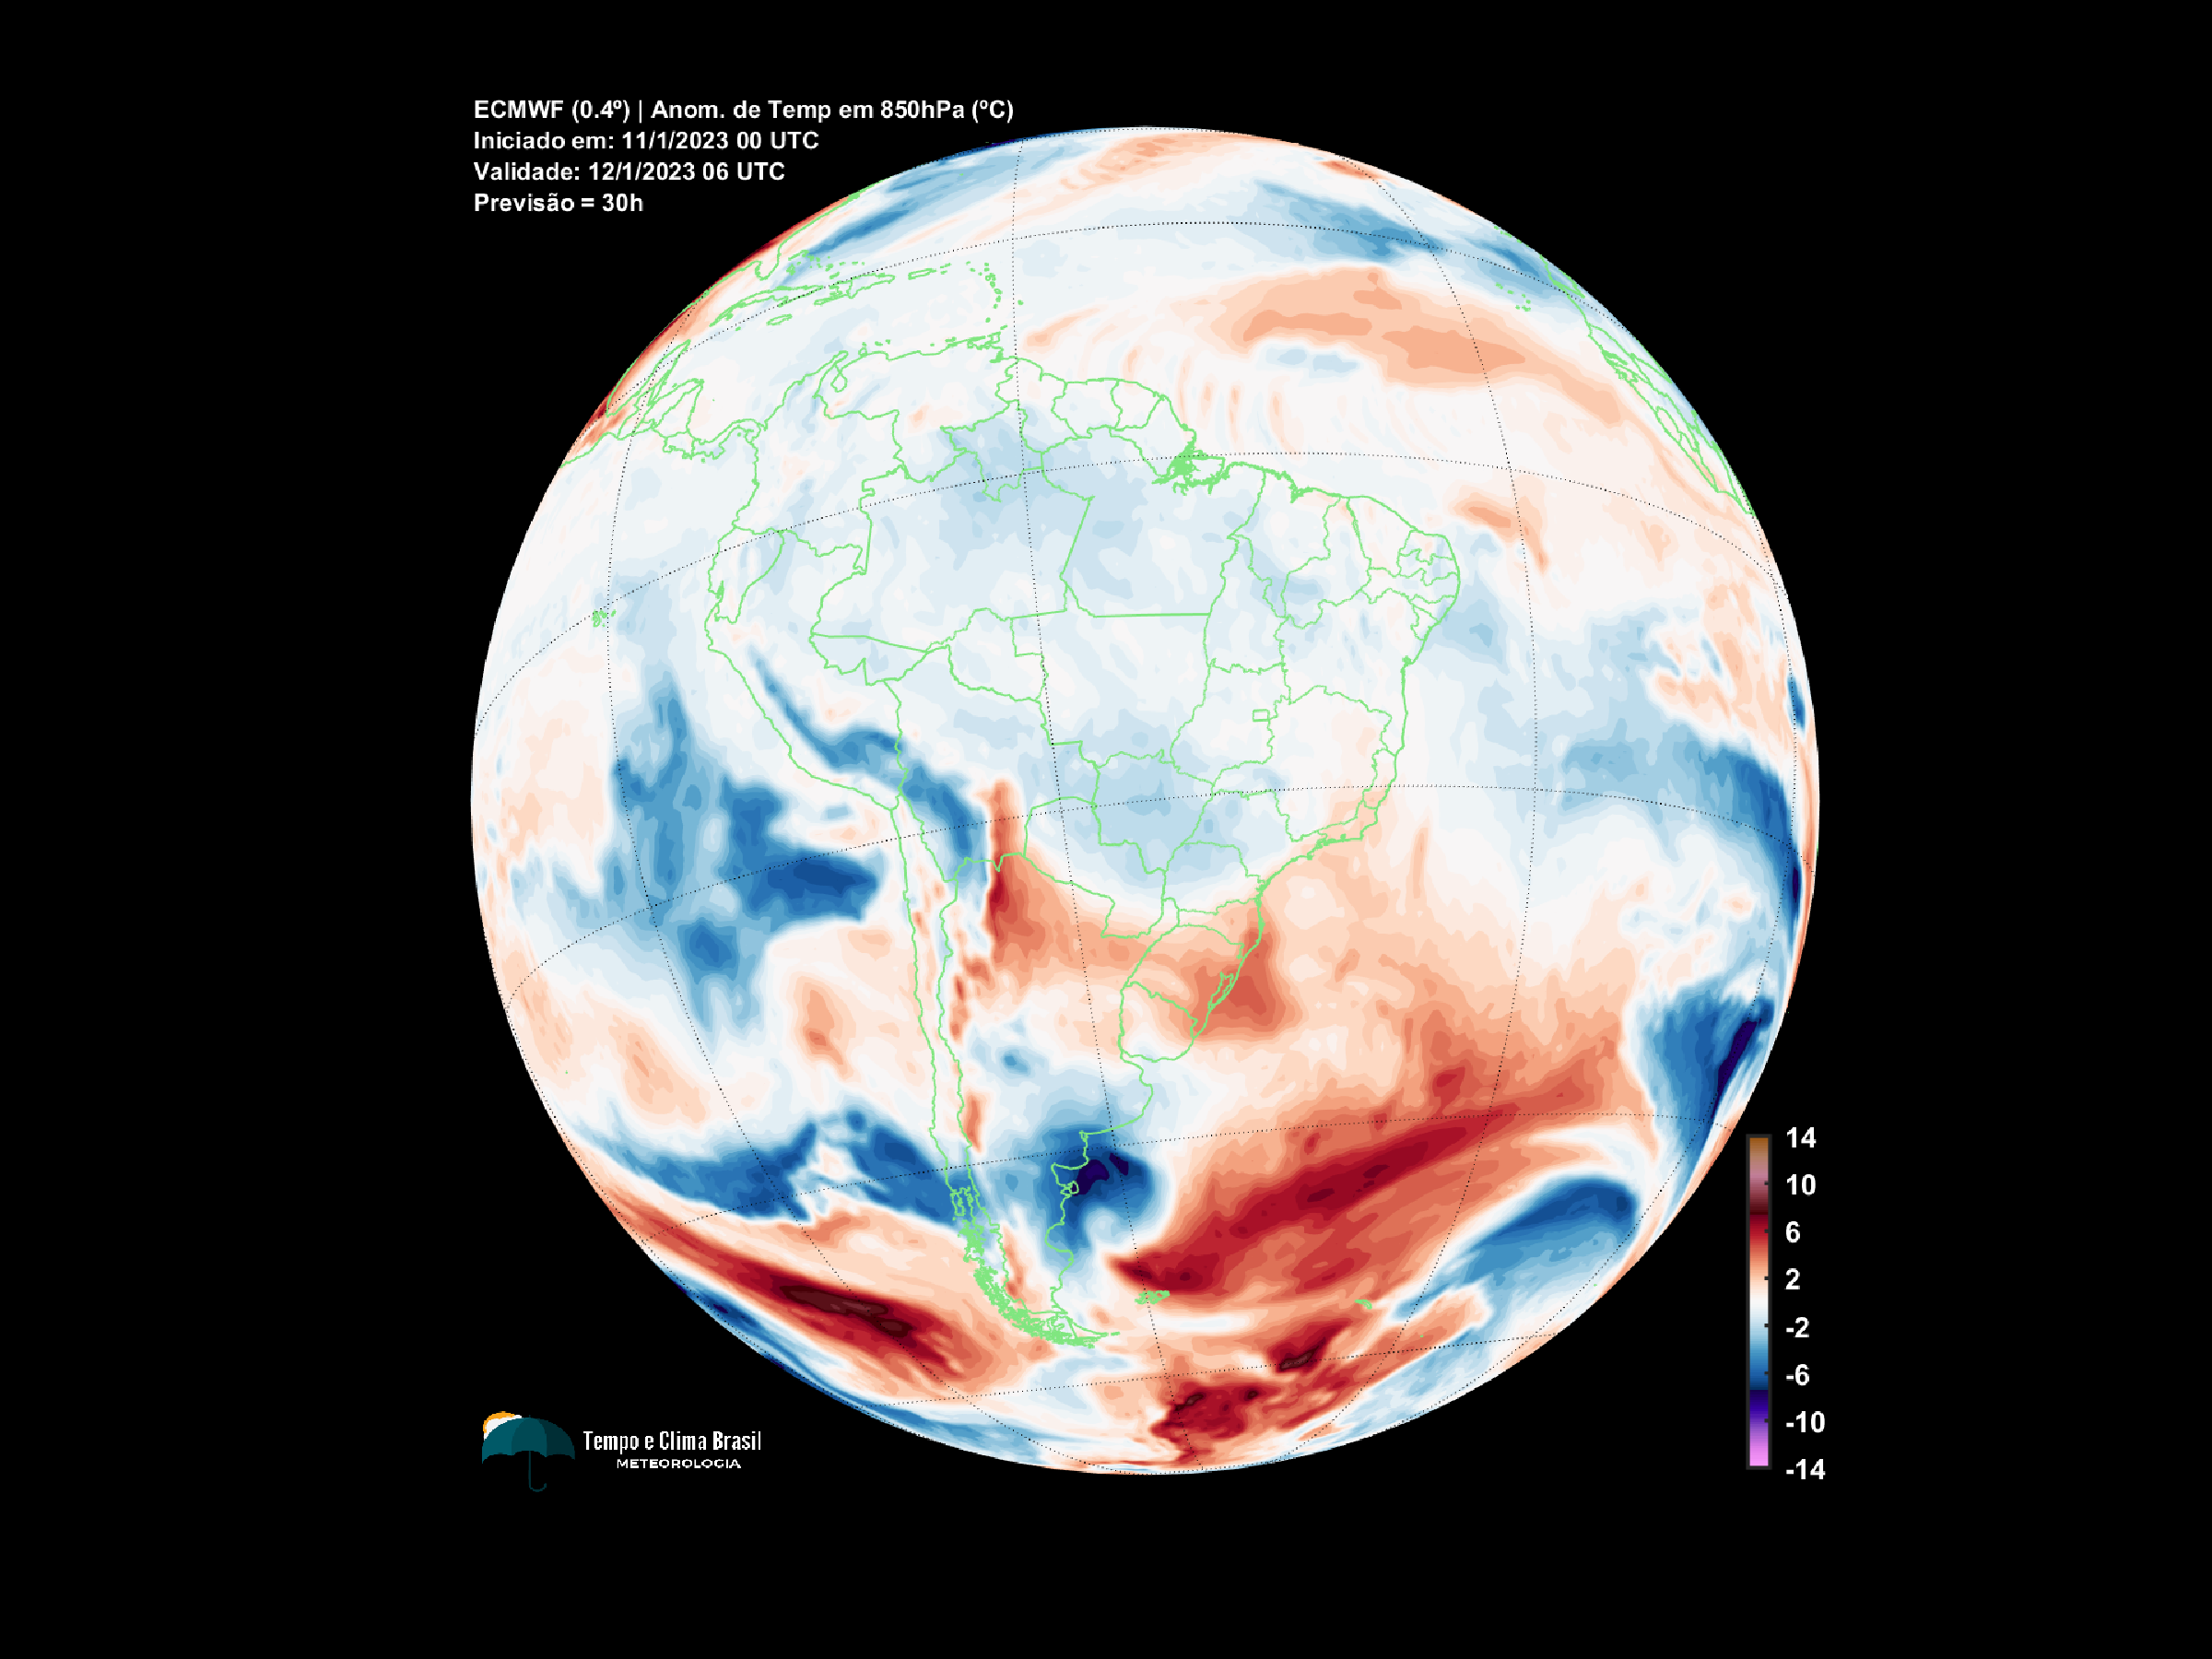 ECMWF (0.4º) | Anom. de Temp em 850hPa (ºC)
Iniciado em: 11/1/2023 00 UTC
Validade: 12/1/2023 06 UTC
Previsão = 30h
14
10
6
2
-2
-6
-10
-14
Tempo e Clima Brasil
METEOROLOGIA